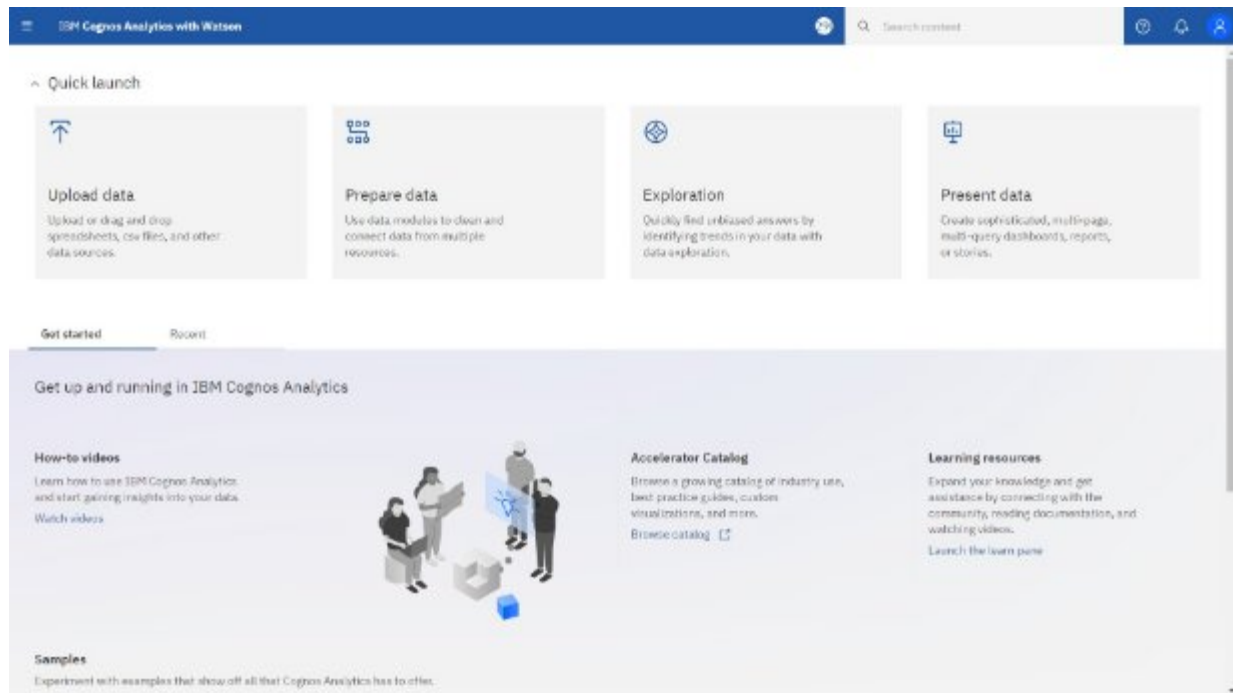 IBM Cognos Analytics with Watson
Search content
Quick launch
Upload data
Upload or drag and drop
spreadsheets, csv files, and other
data sources.
Prepare data
Use data modules to clean and
connect data from multiple
resources.
Exploration
Quickly find unbiased answers by
identifying trends in your data with
data exploration.
Present data
Create sophisticated, multi-page,
multi-query dashboards, reports,
or stories.
Get started
Recent
Get up and running in IBM Cognos Analytics
How-to videos
Learn how to use IBM Cognos Analytics
and start gaining insights into your data.
Watch videos
Accelerator Catalog
Browse a growing catalog of industry use,
best practice guides, custom
visualizations, and more.
Browse catalog
Learning resources
Expand your knowledge and get
assistance by connecting with the
community, reading documentation, and
watching videos.
Launch the learn pane
Samples
Experiment with examples that show off all that Cognos Analytics has to offer.